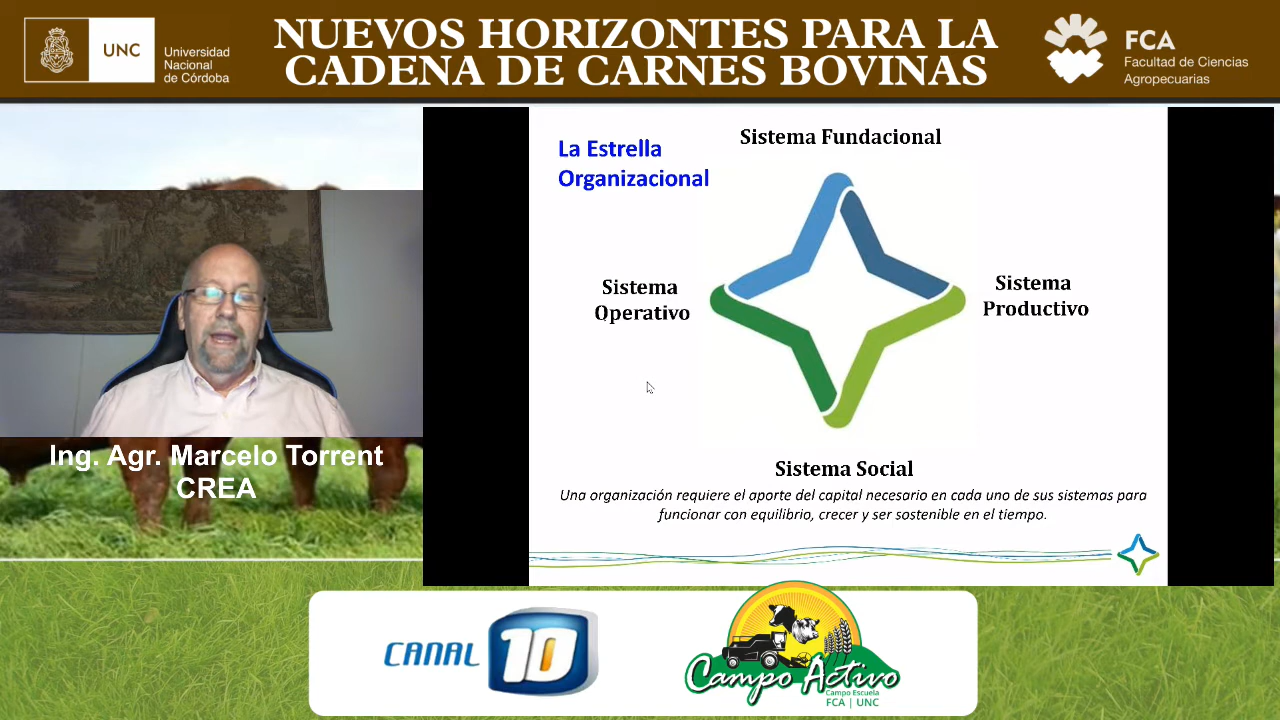 UNC
Universidad
Nacional
de Córdoba
NUEVOS HORIZONTES PARA LA
CADENA DE CARNES BOVINAS
FCA
Facultad de Ciencias
Agropecuarias
La Estrella
Organizacional
Sistema Fundacional
Sistema
Operativo
Sistema
Productivo
Sistema Social
Una organización requiere el aporte del capital necesario en cada uno de sus sistemas para
funcionar con equilibrio, crecer y ser sostenible en el tiempo.
Ing. Agr. Marcelo Torrent
CREA
CANAL 10
Campo Activo
Campo Escuela
FCA | UNC